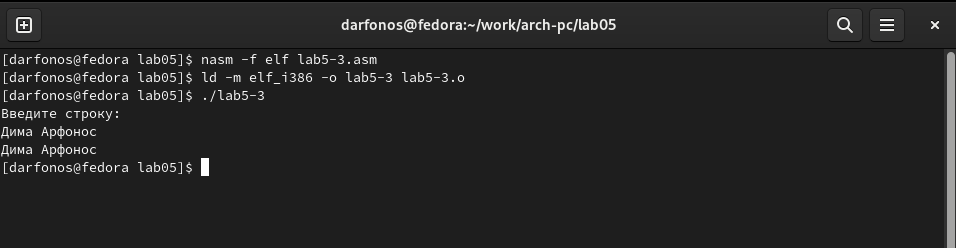 darfonos@fedora:~/work/arch-pc/lab05
[darfonos@fedora lab05]$ nasm -f elf lab5-3.asm
[darfonos@fedora lab05]$ ld -m elf_i386 -o lab5-3 lab5-3.o
[darfonos@fedora lab05]$ ./lab5-3
Введите строку:
Дима Арфонос
Дима Арфонос
[darfonos@fedora lab05]$